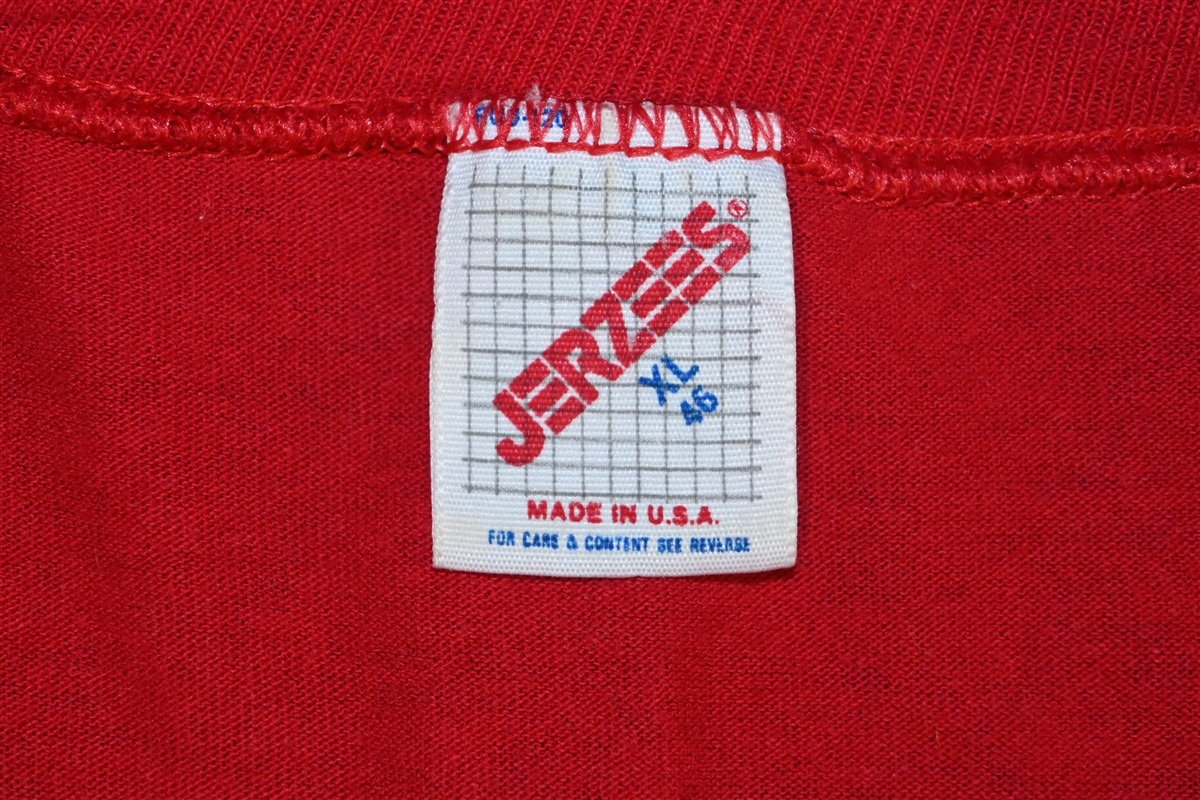 JERZEES®
XL
46
MADE IN U.S.A.
FOR CARE & CONTENT SEE REVERSE